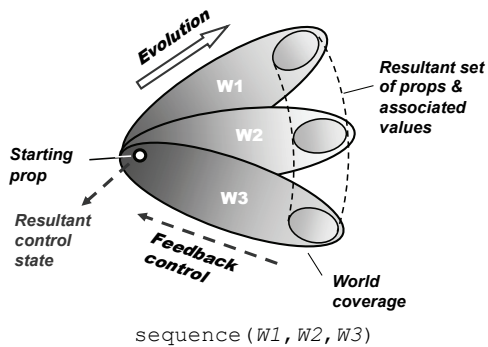 Evolution
W1
Resultant set
of props &
associated
values
W2
Starting
prop
W3
Resultant
control
state
Feedback
control
World
coverage
sequence(W1,W2,W3)